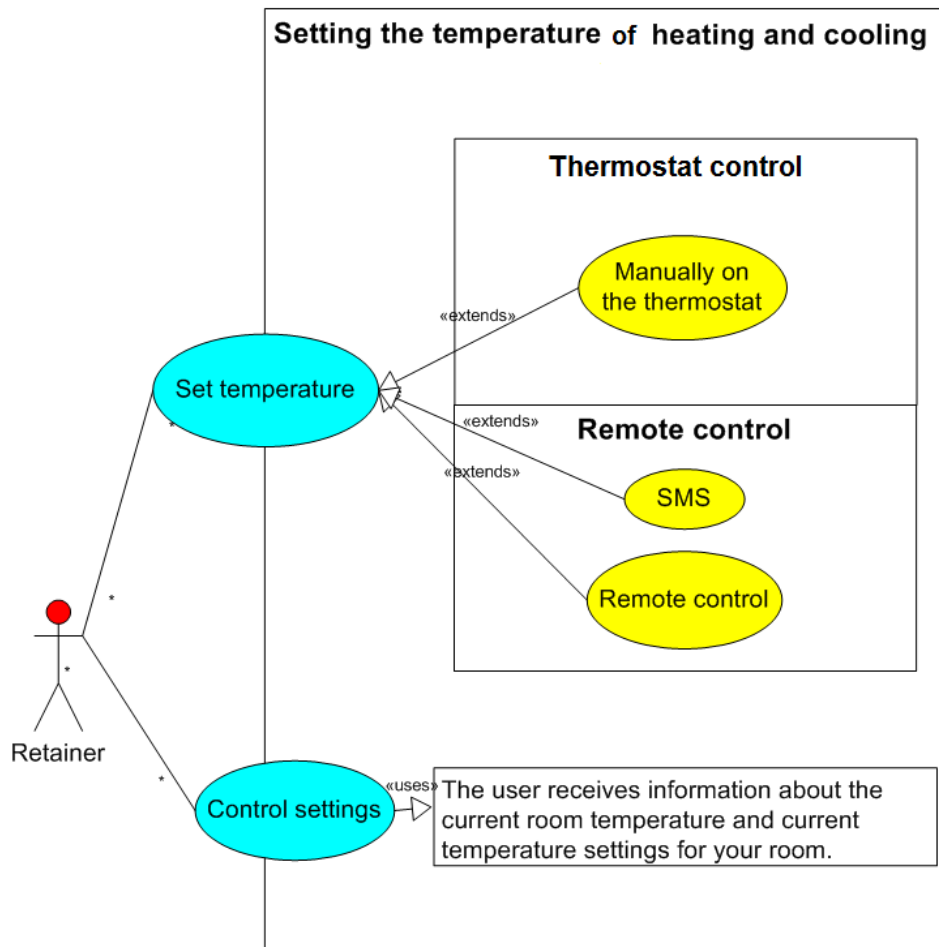 Setting the temperature of heating and cooling
Thermostat control
Manually on
the thermostat
«extends»
Set temperature
*
Remote control
«extends»
«extends»
SMS
Remote control
*
*
Retainer
*
Control settings
«uses»
The user receives information about the
current room temperature and current
temperature settings for your room.